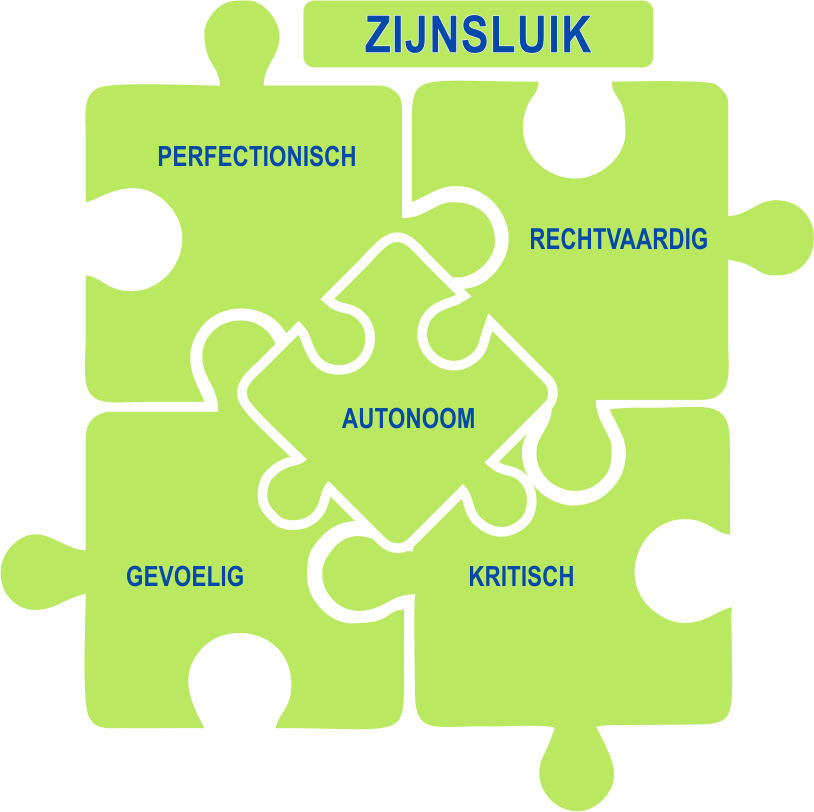 ZIJNSLUIK
PERFECTIONISCH
RECHTVAARDIG
AUTONOOM
GEVOELIG
KRITISCH